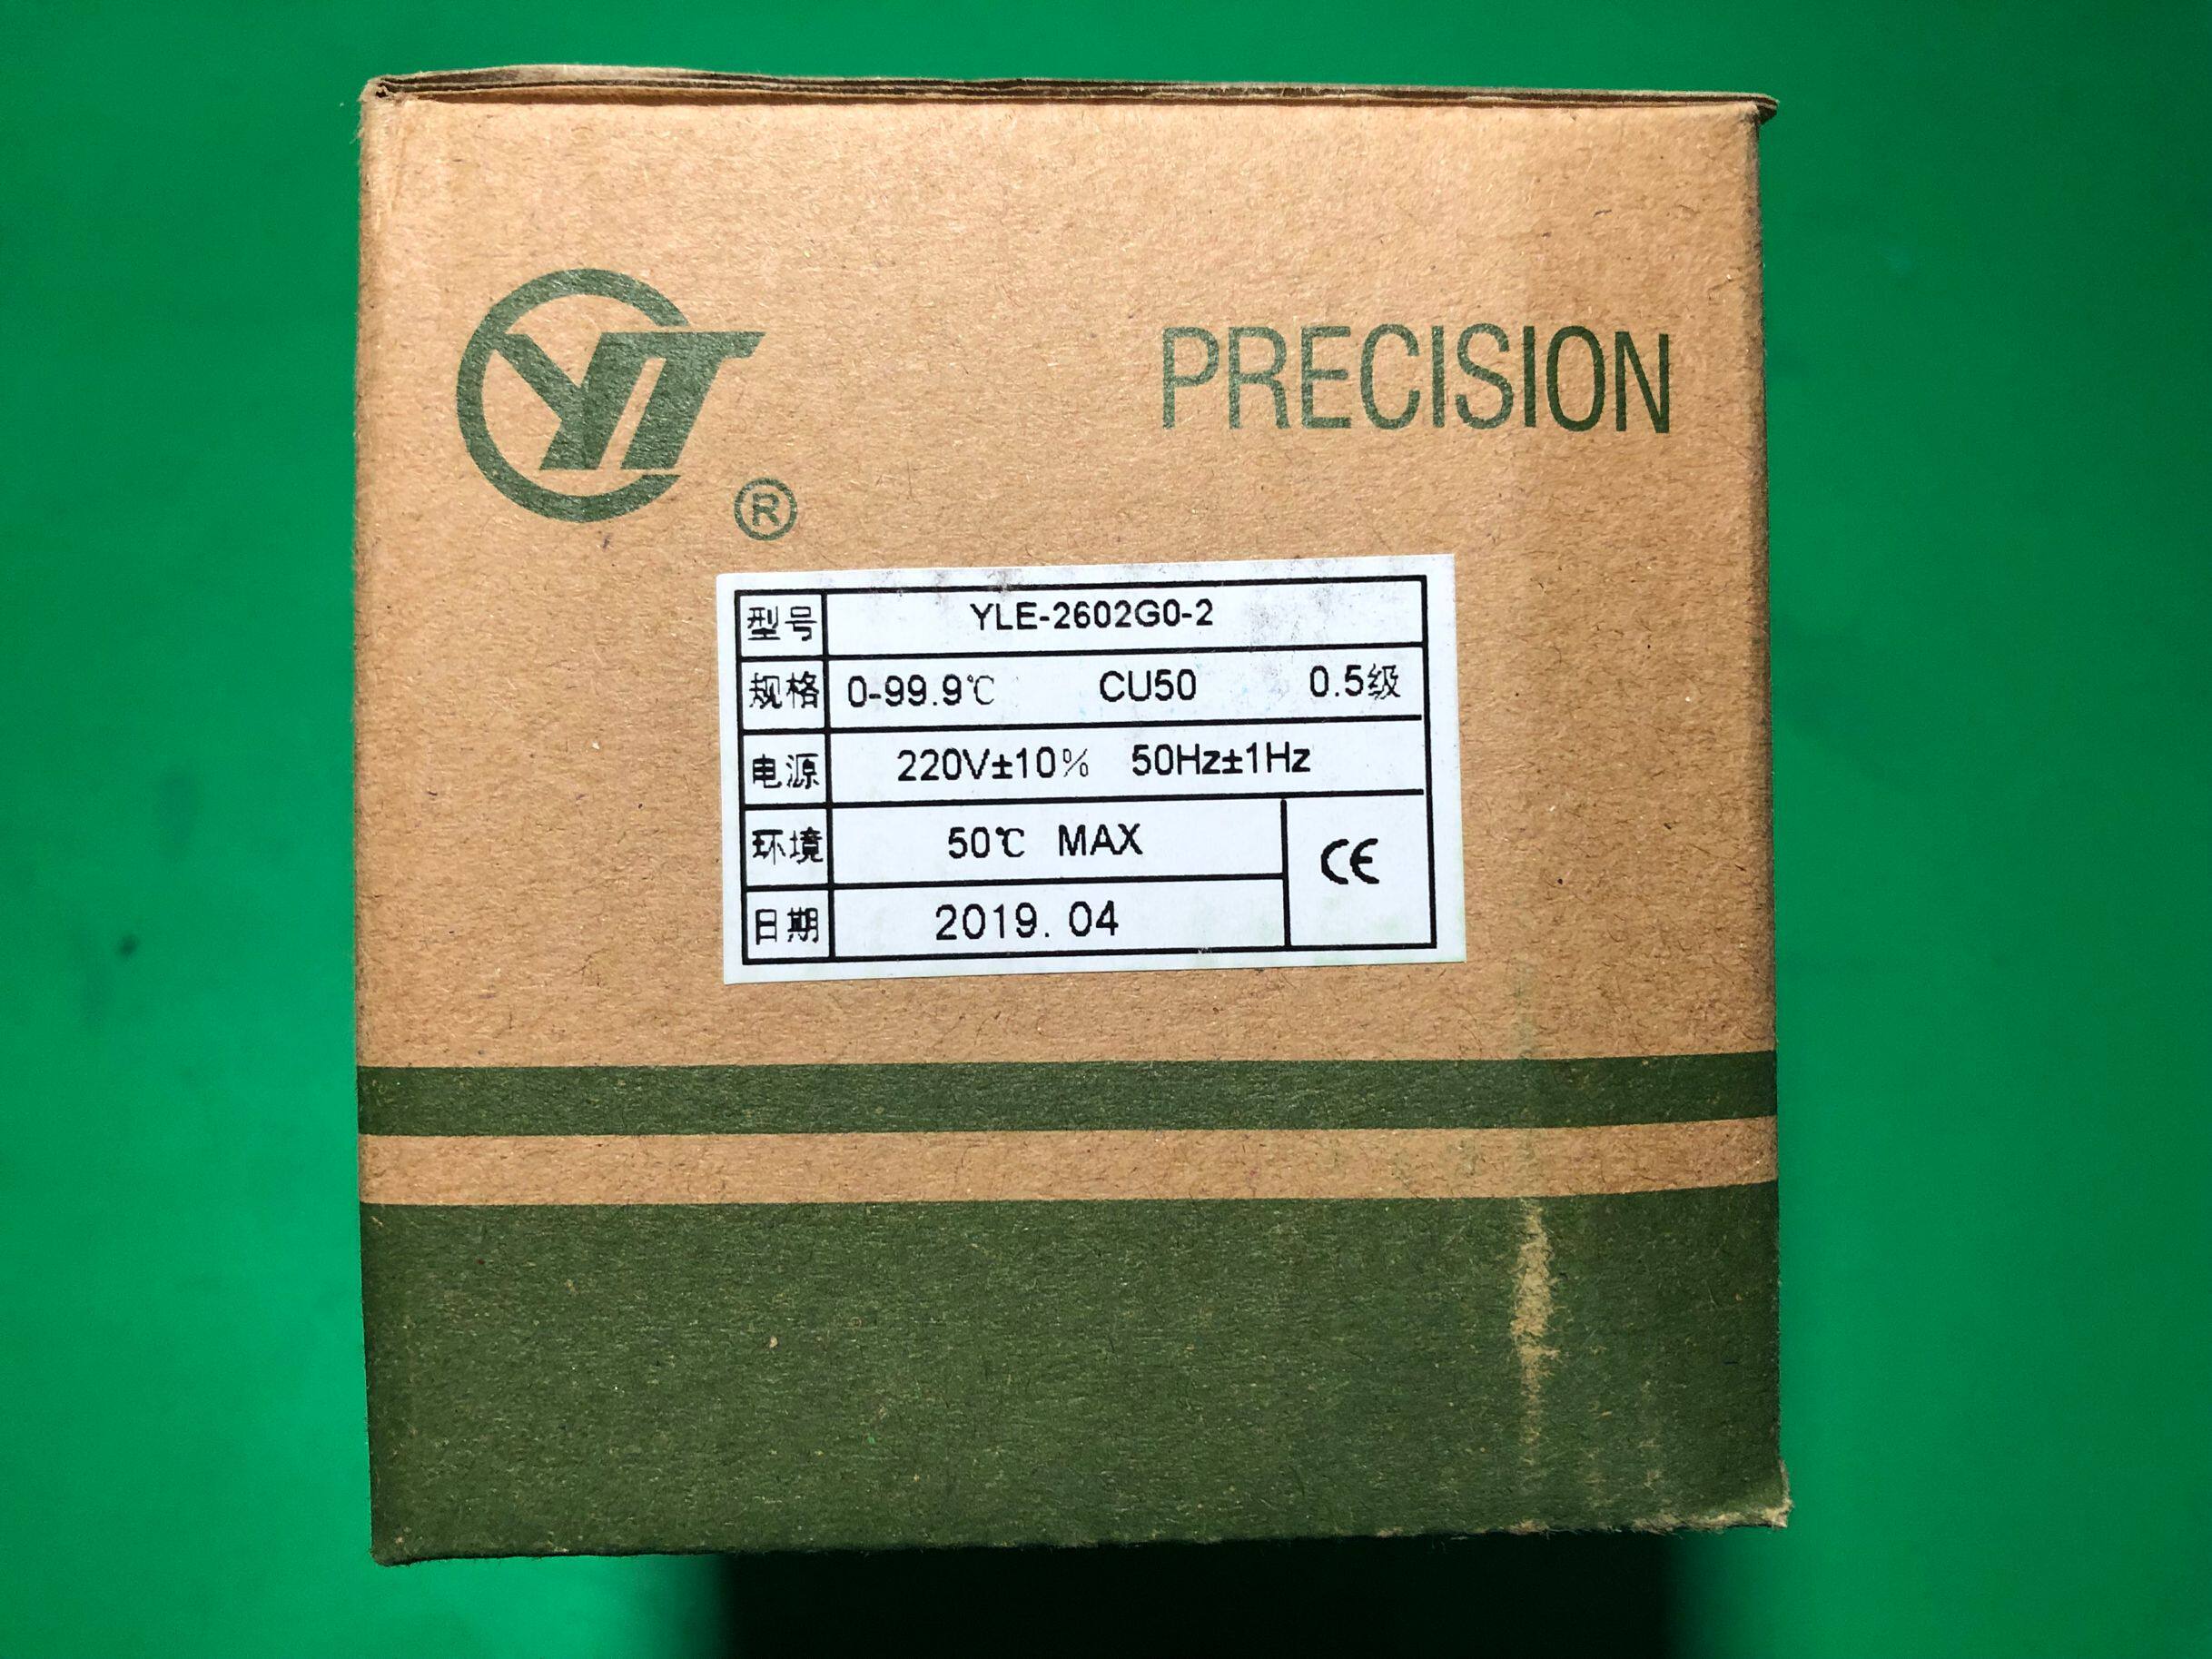 YT
®
PRECISION
型号 YLE-2602G0-2
规格 0-99.9℃ CU50 0.5级
电源 220V±10% 50Hz±1Hz
环境 50℃ MAX
CE
日期 2019.04